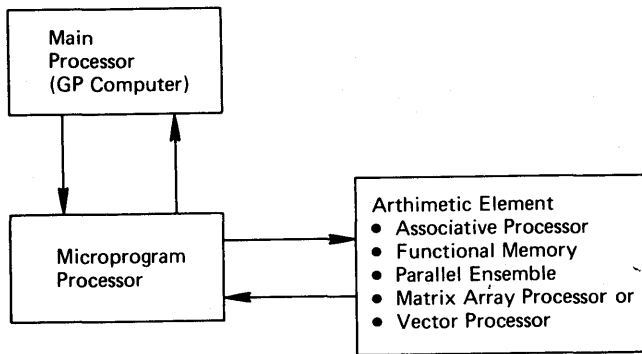 Main
Processor
(GP Computer)
Microprogram
Processor
Arthimetic Element
● Associative Processor
● Functional Memory
● Parallel Ensemble
● Matrix Array Processor or
● Vector Processor